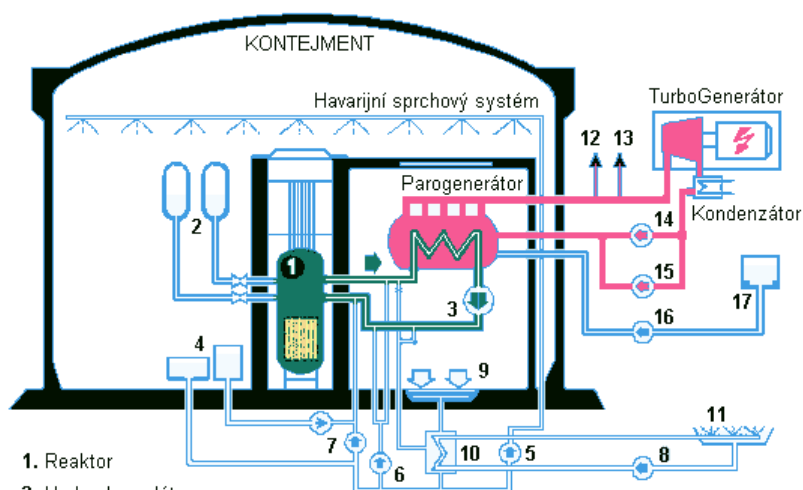 KONTEJMENT
Havarijní sprchový systém
TurboGenerátor
12 13
Parogenerátor
Kondenzátor
2
1
14
3
15
17
16
4
9
11
7
6
10
5
8
1. Reaktor